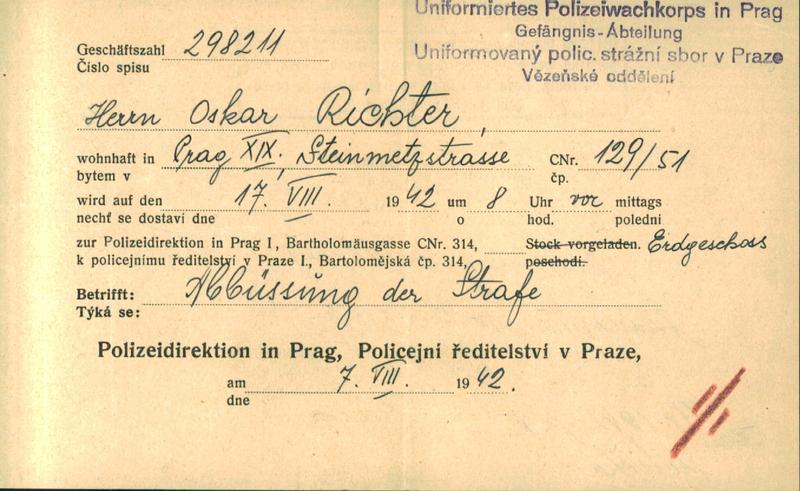 Uniformiertes Polizeiwachkorps in Prag
Gefängnis-Abteilung
Uniformovaný polic. strážní sbor v Praze
Vězeňské oddělení
Geschäftszahl 298211
Číslo spisu
Herrn Oskar Richter,
wohnhaft in Prag XIX., Steinmetzstrasse CNr. 129/51
bytem v čp.
wird auf den 17. VIII. 1942 um 8 Uhr vor mittags
nechť se dostaví dne o hod. polední
zur Polizeidirektion in Prag I, Bartholomäusgasse CNr. 314, Stock vorgeladen. Erdgeschoss
k policejnímu ředitelství v Praze I., Bartolomějská čp. 314, poschodí.
Betrifft: Abbüssung der Strafe
Týká se:
Polizeidirektion in Prag, Policejní ředitelství v Praze,
am 7. VIII. 1942.
dne